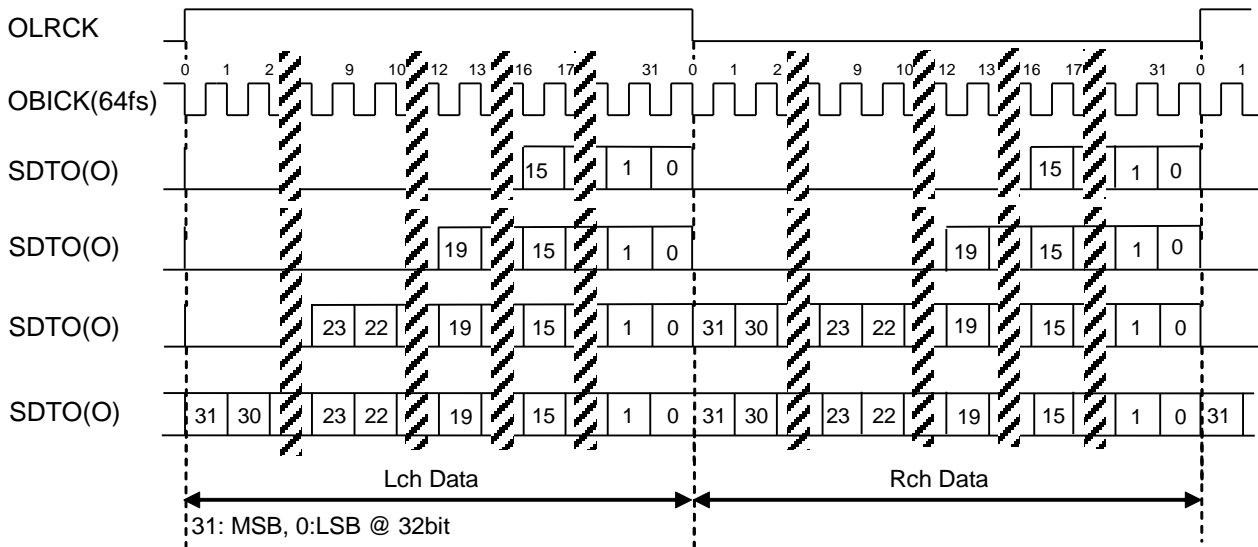 OLRCK
0 1 2 9 10 12 13 16 17 31 0 1 2 9 10 12 13 16 17 31 0 1
OBICK(64fs)
SDTO(O) 15 1 0 15 1 0
SDTO(O) 19 15 1 0 19 15 1 0
SDTO(O) 23 22 19 15 1 0 31 30 23 22 19 15 1 0
SDTO(O) 31 30 23 22 19 15 1 0 31 30 23 22 19 15 1 0 31
Lch Data Rch Data
31: MSB, 0:LSB @ 32bit